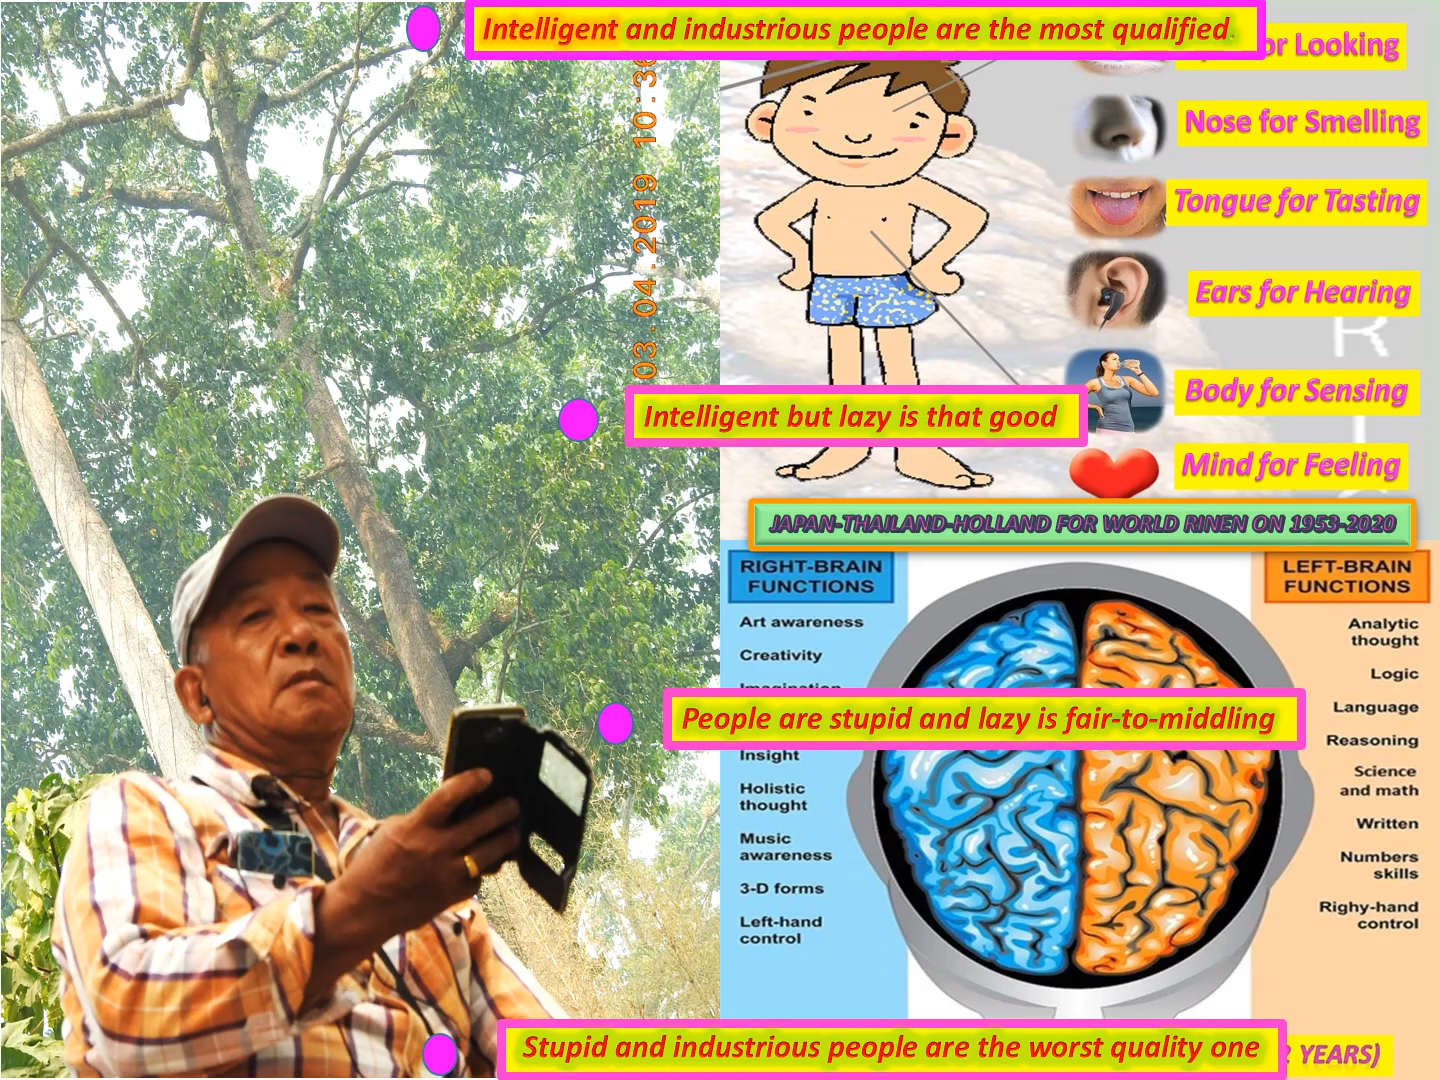 Intelligent and industrious people are the most qualified
or Looking
Nose for Smelling
Tongue for Tasting
03.04.2019 10:36
Ears for Hearing
R
Body for Sensing
Intelligent but lazy is that good
Mind for Feeling
JAPAN-THAILAND-HOLLAND FOR WORLD RINEN ON 1953-2020
RIGHT-BRAIN
FUNCTIONS
Art awareness
Creativity
Imagination
Insight
Holistic
thought
Music
awareness
3-D forms
Left-hand
control
LEFT-BRAIN
FUNCTIONS
Analytic
thought
Logic
Language
Reasoning
Science
and math
Written
Numbers
skills
Righy-hand
control
People are stupid and lazy is fair-to-middling
Stupid and industrious people are the worst quality one
YEARS)